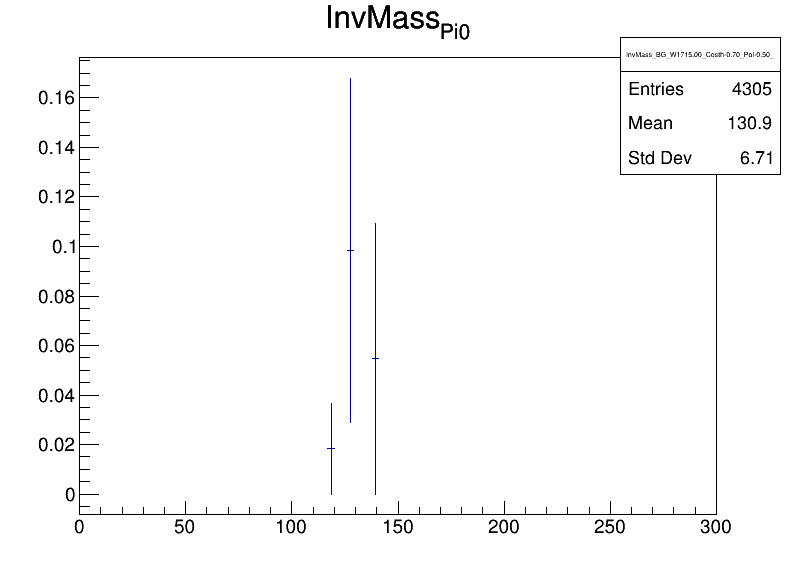 InvMass_Pi0
InvMass_BG_W1715.00_Costh-0.70_Pol-0.50_
Entries 4305
Mean 130.9
Std Dev 6.71
0.16
0.14
0.12
0.1
0.08
0.06
0.04
0.02
0
0 50 100 150 200 250 300